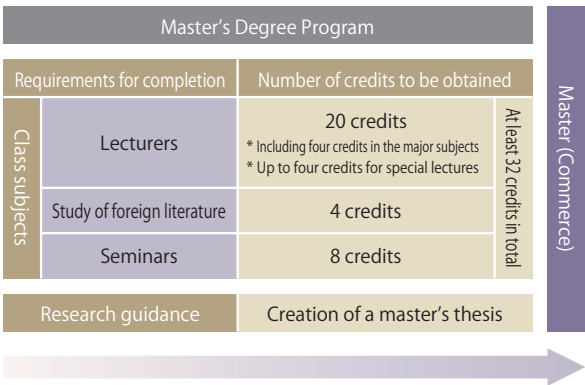 Master’s Degree Program
Requirements for completion
Number of credits to be obtained
Class subjects
Lecturers
20 credits
* Including four credits in the major subjects
* Up to four credits for special lectures
Study of foreign literature
4 credits
Seminars
8 credits
At least 32 credits in total
Research guidance
Creation of a master’s thesis
Master (Commerce)